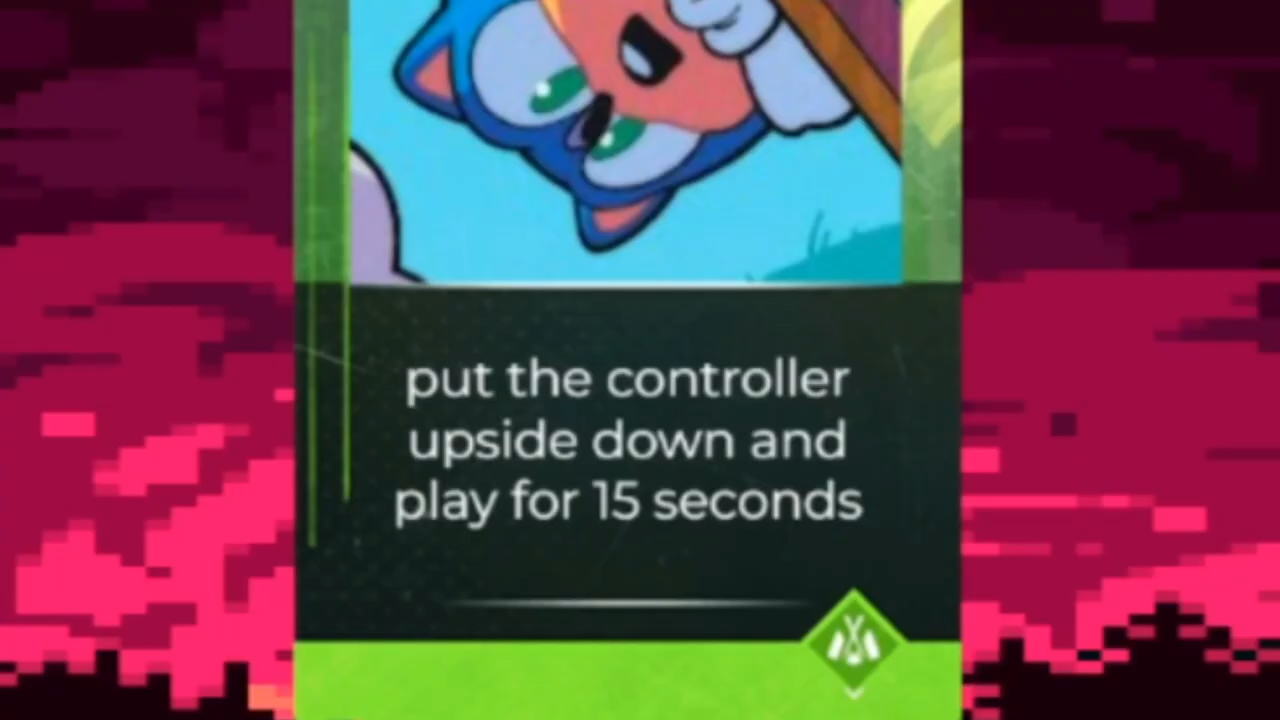 put the controller
upside down and
play for 15 seconds